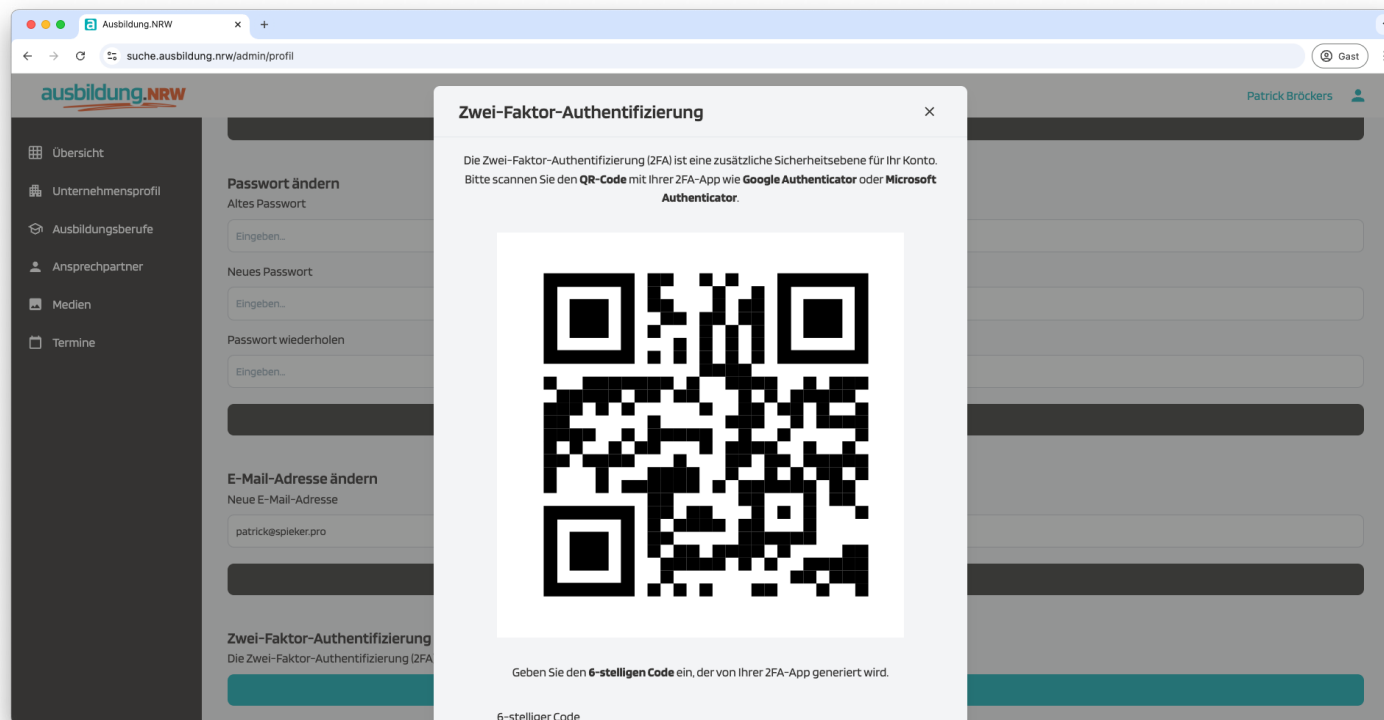 Ausbildung.NRW
suche.ausbildung.nrw/admin/profil
Gast
ausbildung.NRW
Patrick Bröckers
Übersicht
Unternehmensprofil
Ausbildungsberufe
Ansprechpartner
Medien
Termine
Passwort ändern
Altes Passwort
Eingeben...
Neues Passwort
Eingeben...
Passwort wiederholen
Eingeben...
E-Mail-Adresse ändern
Neue E-Mail-Adresse
patrick@spieker.pro
Zwei-Faktor-Authentifizierung
Die Zwei-Faktor-Authentifizierung (2FA
Zwei-Faktor-Authentifizierung
Die Zwei-Faktor-Authentifizierung (2FA) ist eine zusätzliche Sicherheitsebene für Ihr Konto.
Bitte scannen Sie den QR-Code mit Ihrer 2FA-App wie Google Authenticator oder Microsoft
Authenticator.
Geben Sie den 6-stelligen Code ein, der von Ihrer 2FA-App generiert wird.
6-stelliger Code